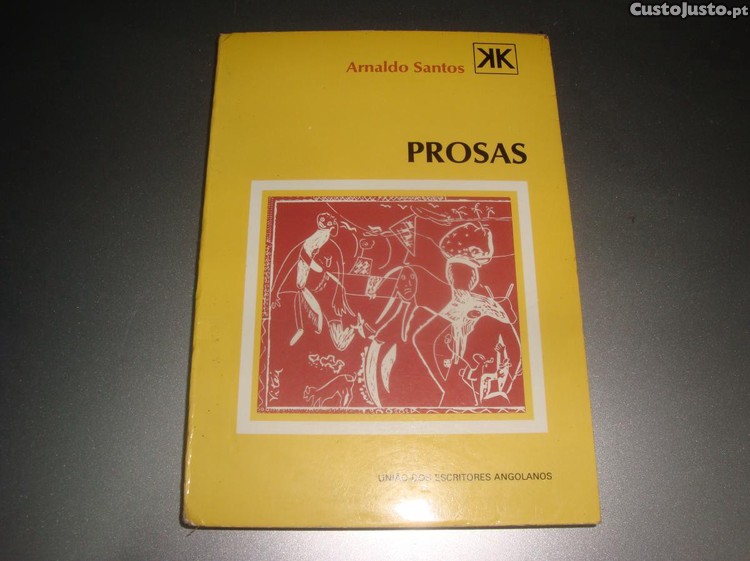 CustoJusto.pt
Arnaldo Santos
KK
PROSAS
UNIÃO DOS ESCRITORES ANGOLANOS